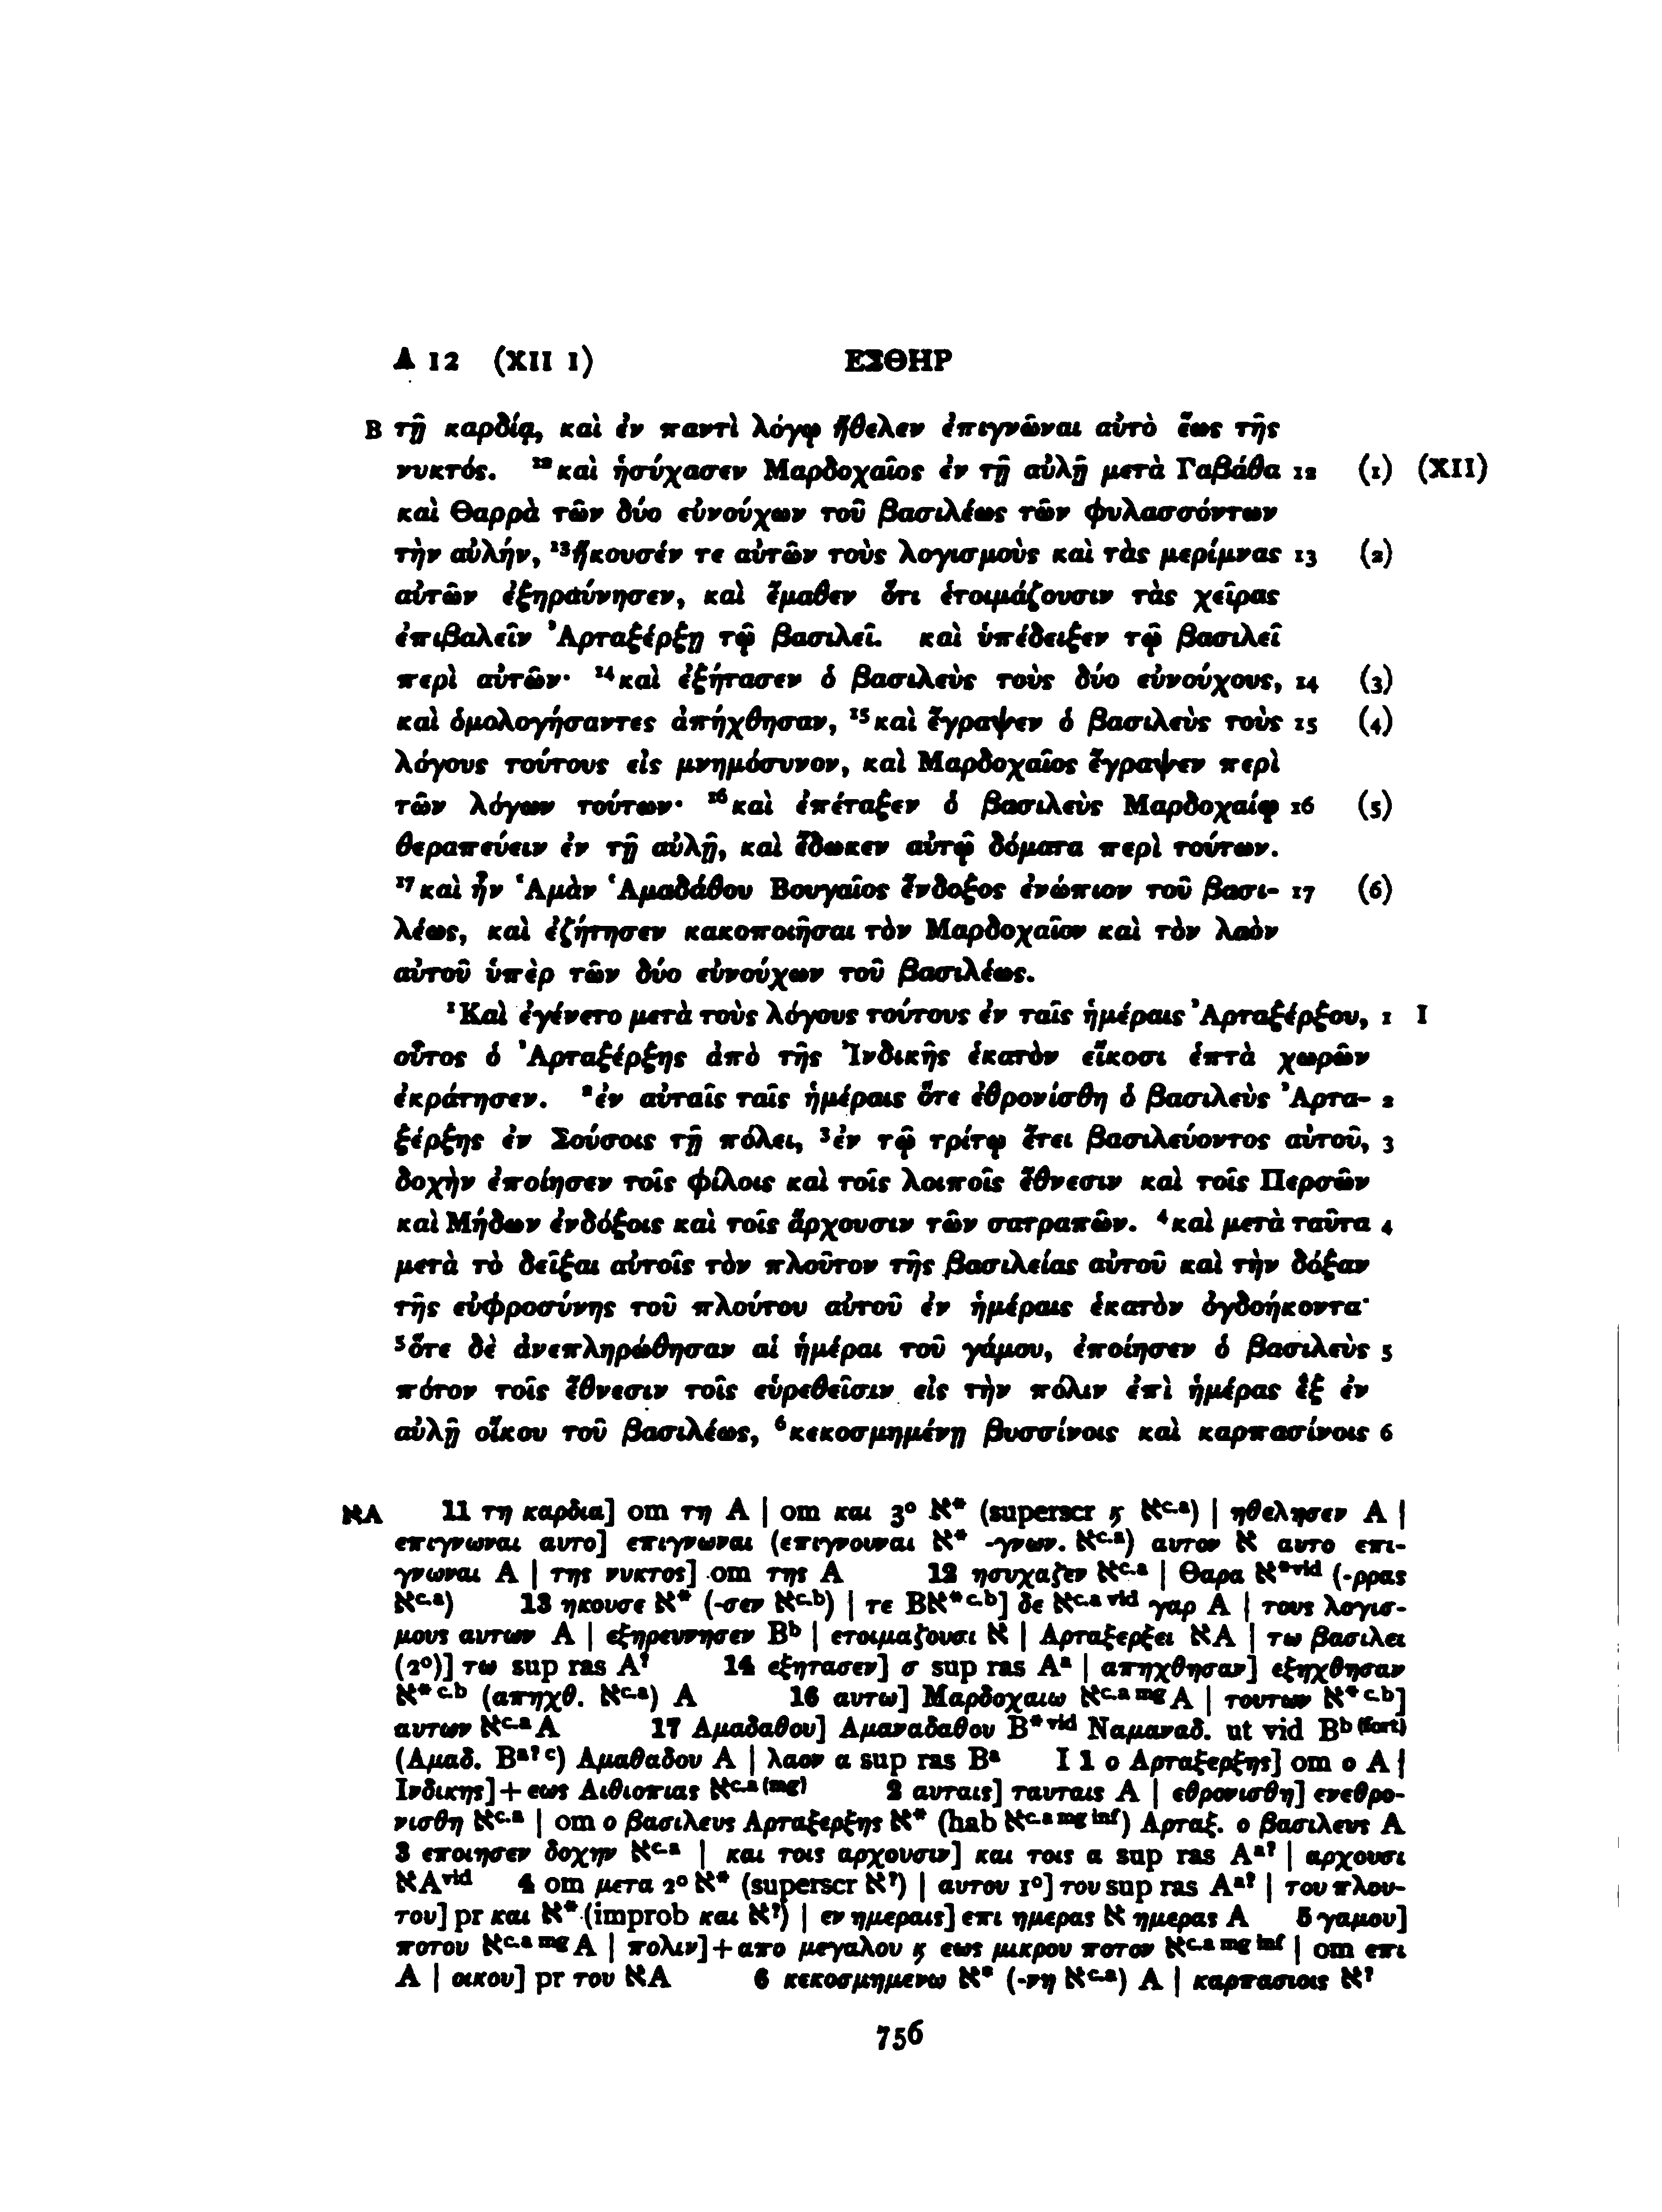 A 12 (XII 1) ΕΣΘΗΡ
B τῇ καρδίᾳ, καὶ ἐν παντὶ λόγῳ ἤθελεν ἐπιγνῶναι αὐτὸ ἕως τῆς
νυκτός. ¹²καὶ ἡσύχασεν Μαρδοχαῖος ἐν τῇ αὐλῇ μετὰ Γαβάθα 12 (1) (XII)
καὶ Θαρρὰ τῶν δύο εὐνούχων τοῦ βασιλέως τῶν φυλασσόντων
τὴν αὐλήν, ¹³ἤκουσέν τε αὐτῶν τοὺς λογισμοὺς καὶ τὰς μερίμνας 13 (2)
αὐτῶν ἐξηραύνησεν, καὶ ἔμαθεν ὅτι ἑτοιμάζουσιν τὰς χεῖρας
ἐπιβαλεῖν Ἀρταξέρξῃ τῷ βασιλεῖ. καὶ ὑπέδειξεν τῷ βασιλεῖ
περὶ αὐτῶν· ¹⁴καὶ ἐξήτασεν ὁ βασιλεὺς τοὺς δύο εὐνούχους, 14 (3)
καὶ ὁμολογήσαντες ἀπήχθησαν, ¹⁵καὶ ἔγραψεν ὁ βασιλεὺς τοὺς 15 (4)
λόγους τούτους εἰς μνημόσυνον, καὶ Μαρδοχαῖος ἔγραψεν περὶ
τῶν λόγων τούτων· ¹⁶καὶ ἐπέταξεν ὁ βασιλεὺς Μαρδοχαίῳ 16 (5)
θεραπεύειν ἐν τῇ αὐλῇ, καὶ ἔδωκεν αὐτῷ δόματα περὶ τούτων.
¹⁷καὶ ἦν Ἁμὰν Ἁμαδάθου Βουγαῖος ἔνδοξος ἐνώπιον τοῦ βασι- 17 (6)
λέως, καὶ ἐζήτησεν κακοποιῆσαι τὸν Μαρδοχαῖον καὶ τὸν λαὸν
αὐτοῦ ὑπὲρ τῶν δύο εὐνούχων τοῦ βασιλέως.
¹Καὶ ἐγένετο μετὰ τοὺς λόγους τούτους ἐν ταῖς ἡμέραις Ἀρταξέρξου, 1 I
οὗτος ὁ Ἀρταξέρξης ἀπὸ τῆς Ἰνδικῆς ἑκατὸν εἴκοσι ἑπτὰ χωρῶν
ἐκράτησεν. ²ἐν αὐταῖς ταῖς ἡμέραις ὅτε ἐθρονίσθη ὁ βασιλεὺς Ἀρτα- 2
ξέρξης ἐν Σούσοις τῇ πόλει, ³ἐν τῷ τρίτῳ ἔτει βασιλεύοντος αὐτοῦ, 3
δοχὴν ἐποίησεν τοῖς φίλοις καὶ τοῖς λοιποῖς ἔθνεσιν καὶ τοῖς Περσῶν
καὶ Μήδων ἐνδόξοις καὶ τοῖς ἄρχουσιν τῶν σατραπῶν. ⁴καὶ μετὰ ταῦτα 4
μετὰ τὸ δεῖξαι αὐτοῖς τὸν πλοῦτον τῆς βασιλείας αὐτοῦ καὶ τὴν δόξαν
τῆς εὐφροσύνης τοῦ πλούτου αὐτοῦ ἐν ἡμέραις ἑκατὸν ὀγδοήκοντα·
⁵ὅτε δὲ ἀνεπληρώθησαν αἱ ἡμέραι τοῦ γάμου, ἐποίησεν ὁ βασιλεὺς 5
πότον τοῖς ἔθνεσιν τοῖς εὑρεθεῖσιν εἰς τὴν πόλιν ἐπὶ ἡμέρας ἓξ ἐν
αὐλῇ οἴκου τοῦ βασιλέως, ⁶κεκοσμημένῃ βυσσίνοις καὶ καρπασίνοις 6
אA 11 τη καρδια] om τη A | om και 3° א* (superscr ϗ א^c.a) | ηθελησεν A |
επιγνωναι αυτο] επιγνωναι (επιγνουναι א* -γνων. א^c.a) αυτον א αυτο επι-
γνωναι A | της νυκτος] om της A 12 ησυχαζεν א^c.a | Θαρα א*^vid (-ρρας
א^c.a) 13 ηκουσε א* (-σεν א^c.b) | τε Bא*^c.b] δε א^c.a vid γαρ A | τους λογισ-
μους αυτων A | εξηρευνησεν B^b | ετοιμαζουσι א | Αρταξερξει אA | τω βασιλει
(2°)] τω sup ras A^? 14 εξητασεν] σ sup ras A^a | απηχθησαν] εξηχθησαν
א*^c.b (απηχθ. א^c.a) A 16 αυτω] Μαρδοχαιω א^c.a mg A | τουτων א*^c.b]
αυτων א^c.a A 17 Αμαδαθου] Αμαναδαθου B*^vid Ναμαναδ. ut vid B^b (fort)
(Αμαδ. B^a?c) Αμαθαδου A | λαον α sup ras B^a I 1 ο Αρταξερξης] om ο A |
Ινδικης]+εως Αιθιοπιας א^c.a (mg) 2 αυταις] ταυταις A | εθρονισθη] ενεθρο-
νισθη א^c.a | om ο βασιλευς Αρταξερξης א* (hab א^c.a mg inf) Αρταξ. ο βασιλευς A
3 εποιησεν δοχην א^c.a | και τοις αρχουσιν] και τοις α sup ras A^a? | αρχουσι
אA^vid 4 om μετα 2° א* (superscr א^?) | αυτου 1°] του sup ras A^a? | του πλου-
του] pr και א* (improb και א^?) | εν ημεραις] επι ημερας א ημερας A 5 γαμου]
ποτου א^c.a mg A | πολιν]+απο μεγαλου ϗ εως μικρου ποτον א^c.a mg inf | om επι
A | οικου] pr του אA 6 κεκοσμημενω א* (-νη א^c.a) A | καρπασιοις א^?
756